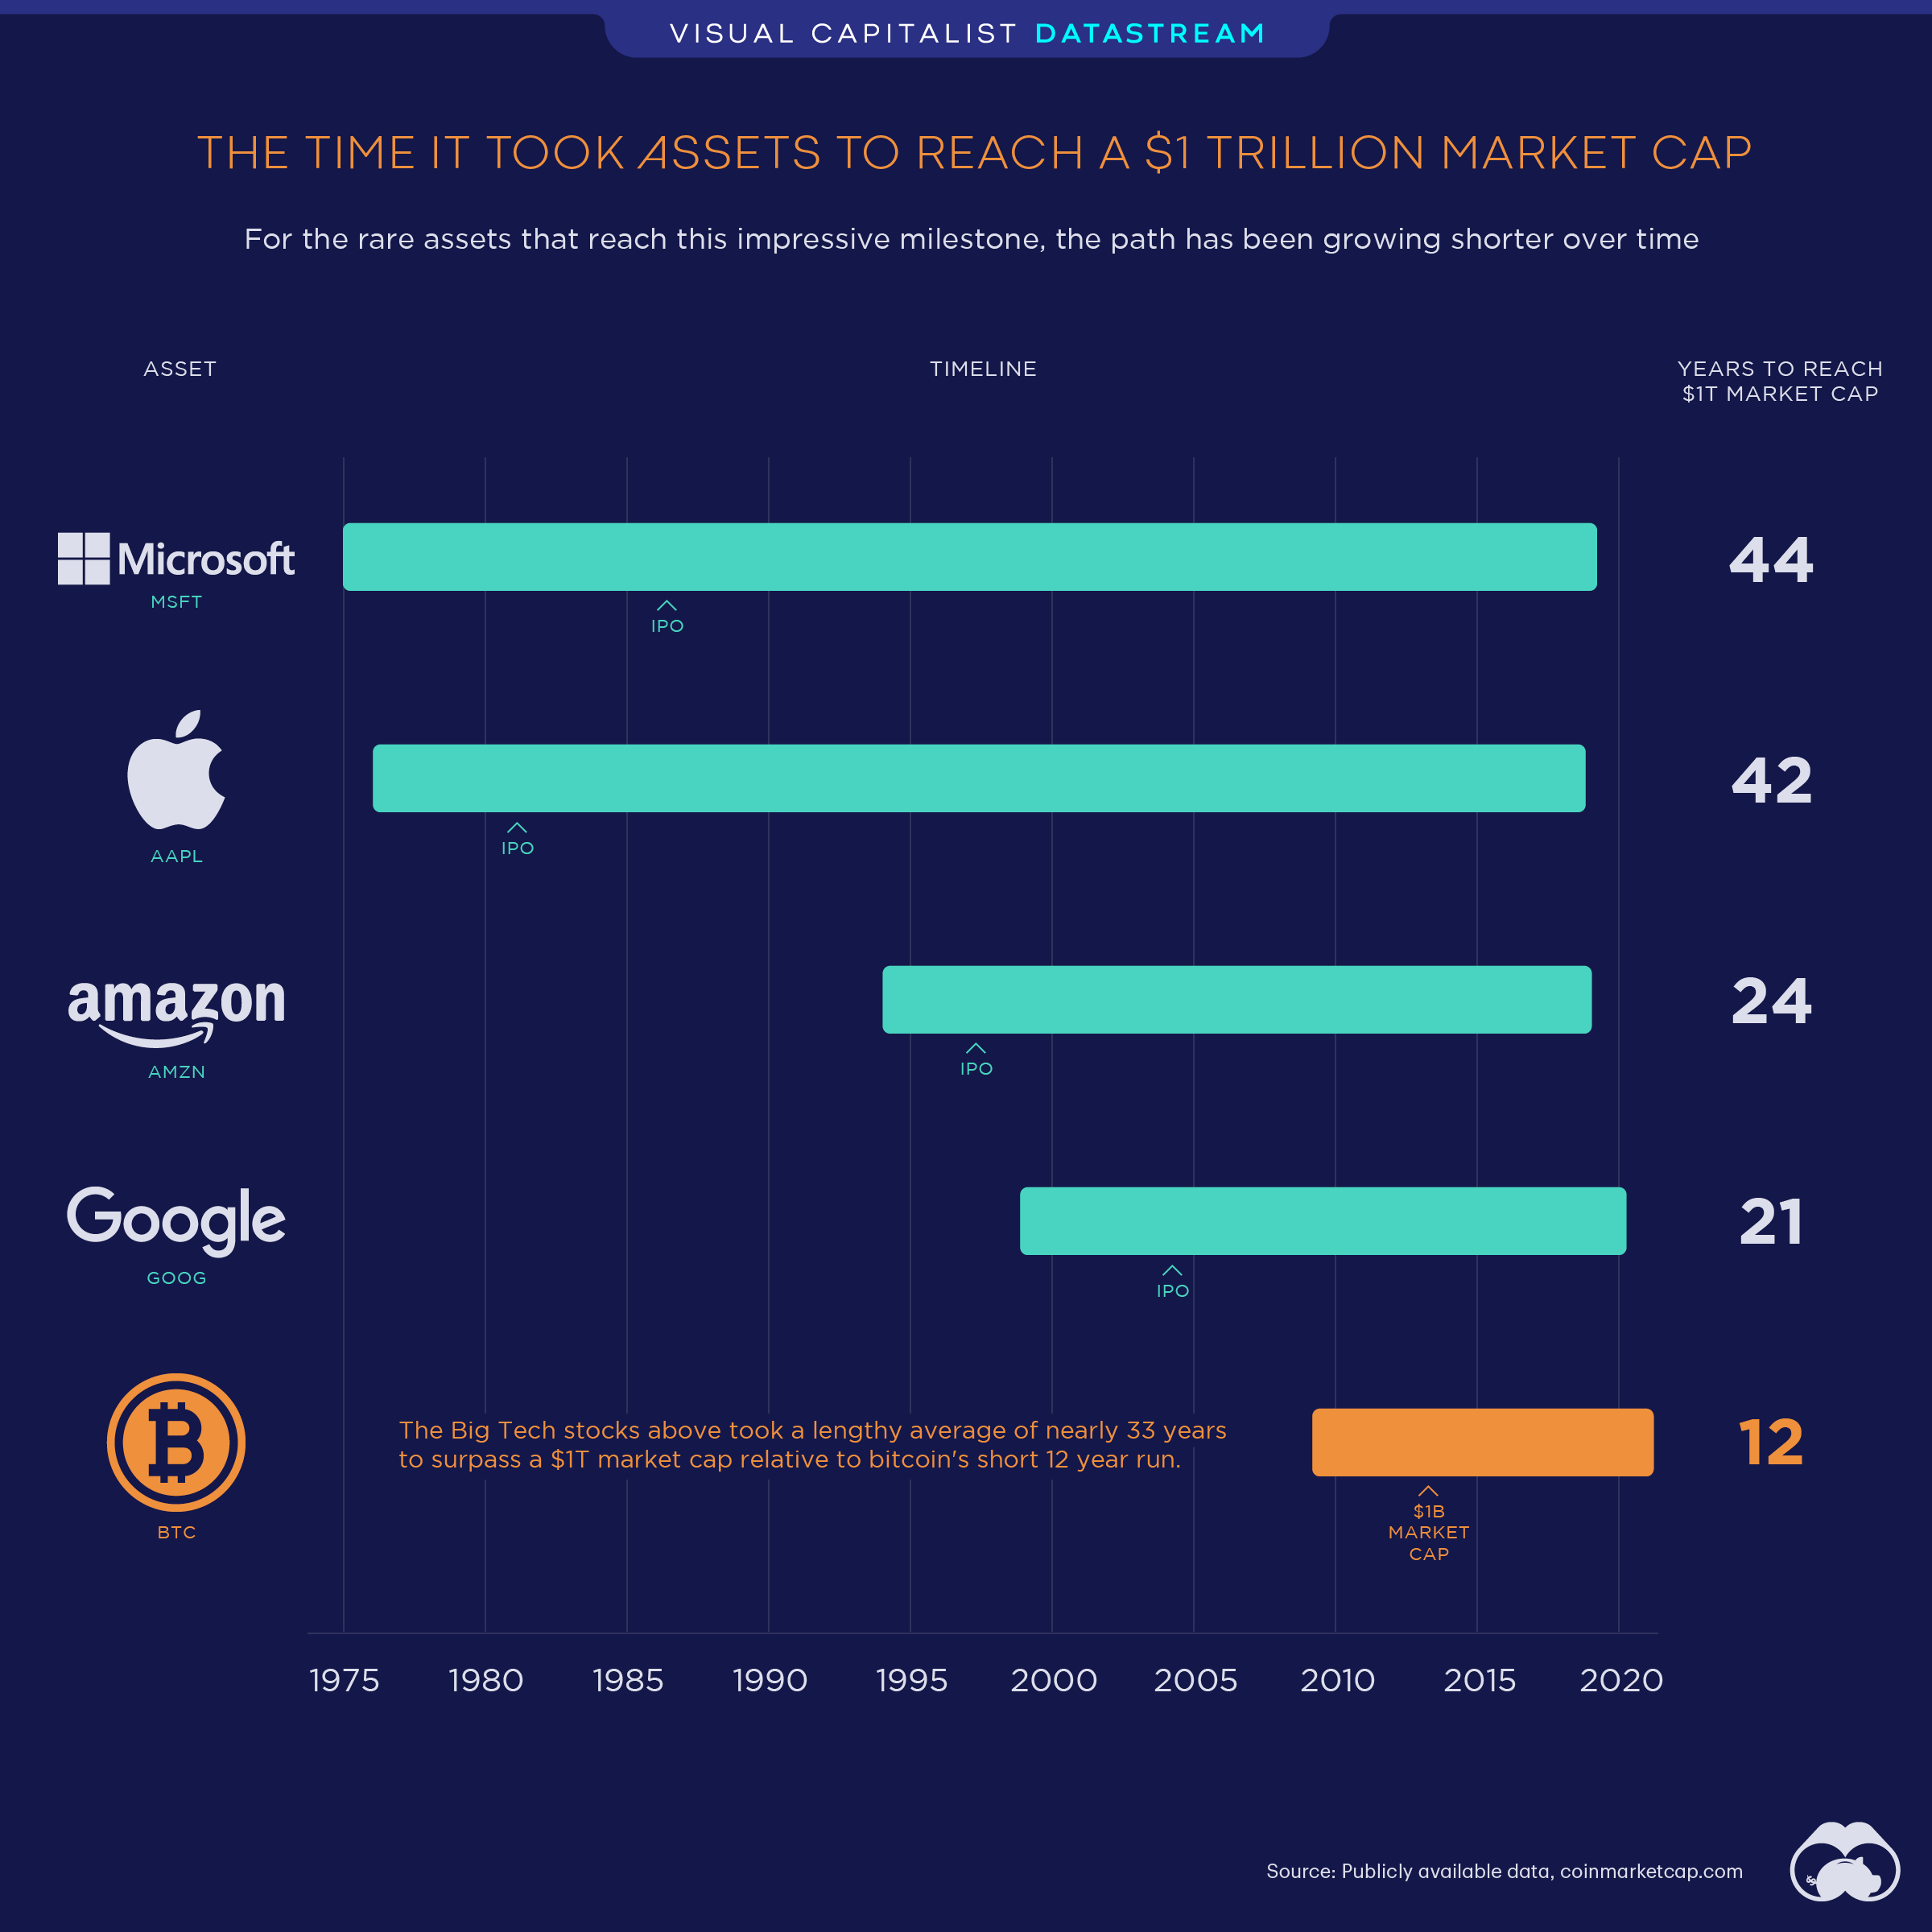 VISUAL CAPITALIST DATASTREAM
THE TIME IT TOOK ASSETS TO REACH A $1 TRILLION MARKET CAP
For the rare assets that reach this impressive milestone, the path has been growing shorter over time
ASSET
TIMELINE
YEARS TO REACH
$1T MARKET CAP
Microsoft
MSFT
IPO
44
AAPL
IPO
42
amazon
AMZN
IPO
24
Google
GOOG
IPO
21
BTC
The Big Tech stocks above took a lengthy average of nearly 33 years
to surpass a $1T market cap relative to bitcoin's short 12 year run.
$1B
MARKET
CAP
12
1975 1980 1985 1990 1995 2000 2005 2010 2015 2020
Source: Publicly available data, coinmarketcap.com